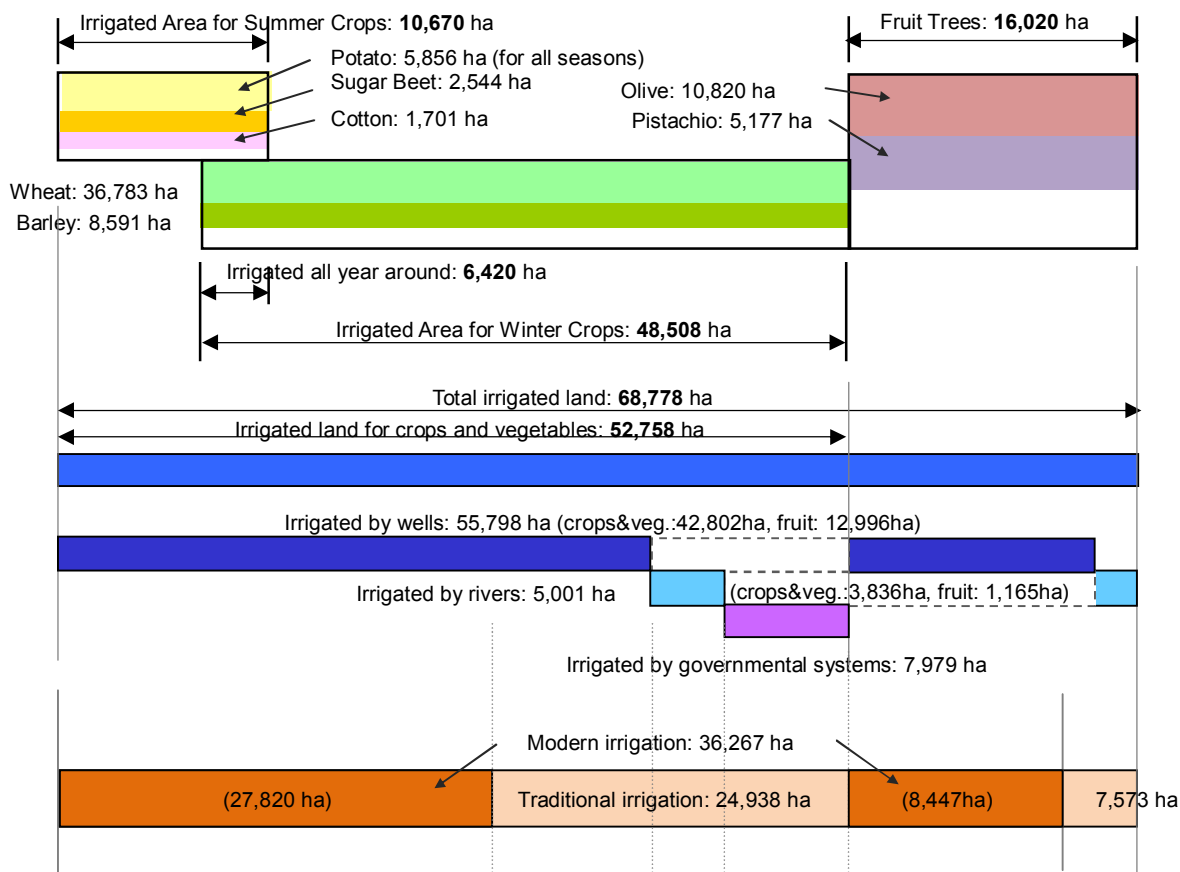 Irrigated Area for Summer Crops: 10,670 ha
Fruit Trees: 16,020 ha
Potato: 5,856 ha (for all seasons)
Sugar Beet: 2,544 ha
Cotton: 1,701 ha
Olive: 10,820 ha
Pistachio: 5,177 ha
Wheat: 36,783 ha
Barley: 8,591 ha
Irrigated all year around: 6,420 ha
Irrigated Area for Winter Crops: 48,508 ha
Total irrigated land: 68,778 ha
Irrigated land for crops and vegetables: 52,758 ha
Irrigated by wells: 55,798 ha (crops&veg.:42,802ha, fruit: 12,996ha)
Irrigated by rivers: 5,001 ha (crops&veg.:3,836ha, fruit: 1,165ha)
Irrigated by governmental systems: 7,979 ha
Modern irrigation: 36,267 ha
(27,820 ha) Traditional irrigation: 24,938 ha (8,447ha) 7,573 ha